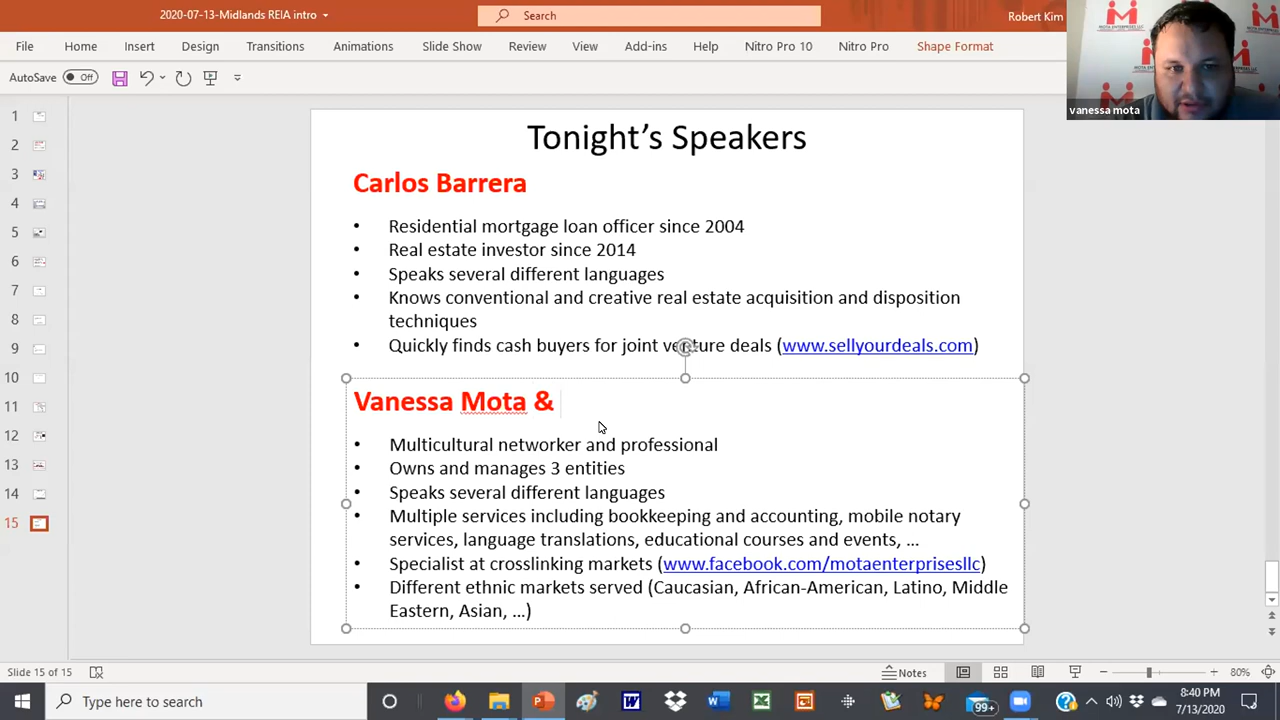 2020-07-13-Midlands REIA intro
Search
Robert Kim
File Home Insert Design Transitions Animations Slide Show Review View Add-ins Help Nitro Pro 10 Nitro Pro Shape Format
AutoSave Off
MOTA ENTERPRISES LLC
vanessa mota
1
2
3
4
5
6
7
8
9
10
11
12
13
14
15
Tonight's Speakers
Carlos Barrera
• Residential mortgage loan officer since 2004
• Real estate investor since 2014
• Speaks several different languages
• Knows conventional and creative real estate acquisition and disposition
techniques
• Quickly finds cash buyers for joint venture deals (www.sellyourdeals.com)
Vanessa Mota &
• Multicultural networker and professional
• Owns and manages 3 entities
• Speaks several different languages
• Multiple services including bookkeeping and accounting, mobile notary
services, language translations, educational courses and events, ...
• Specialist at crosslinking markets (www.facebook.com/motaenterprisesllc)
• Different ethnic markets served (Caucasian, African-American, Latino, Middle
Eastern, Asian, ...)
Slide 15 of 15
Notes
80%
Type here to search
99+
8:40 PM
7/13/2020